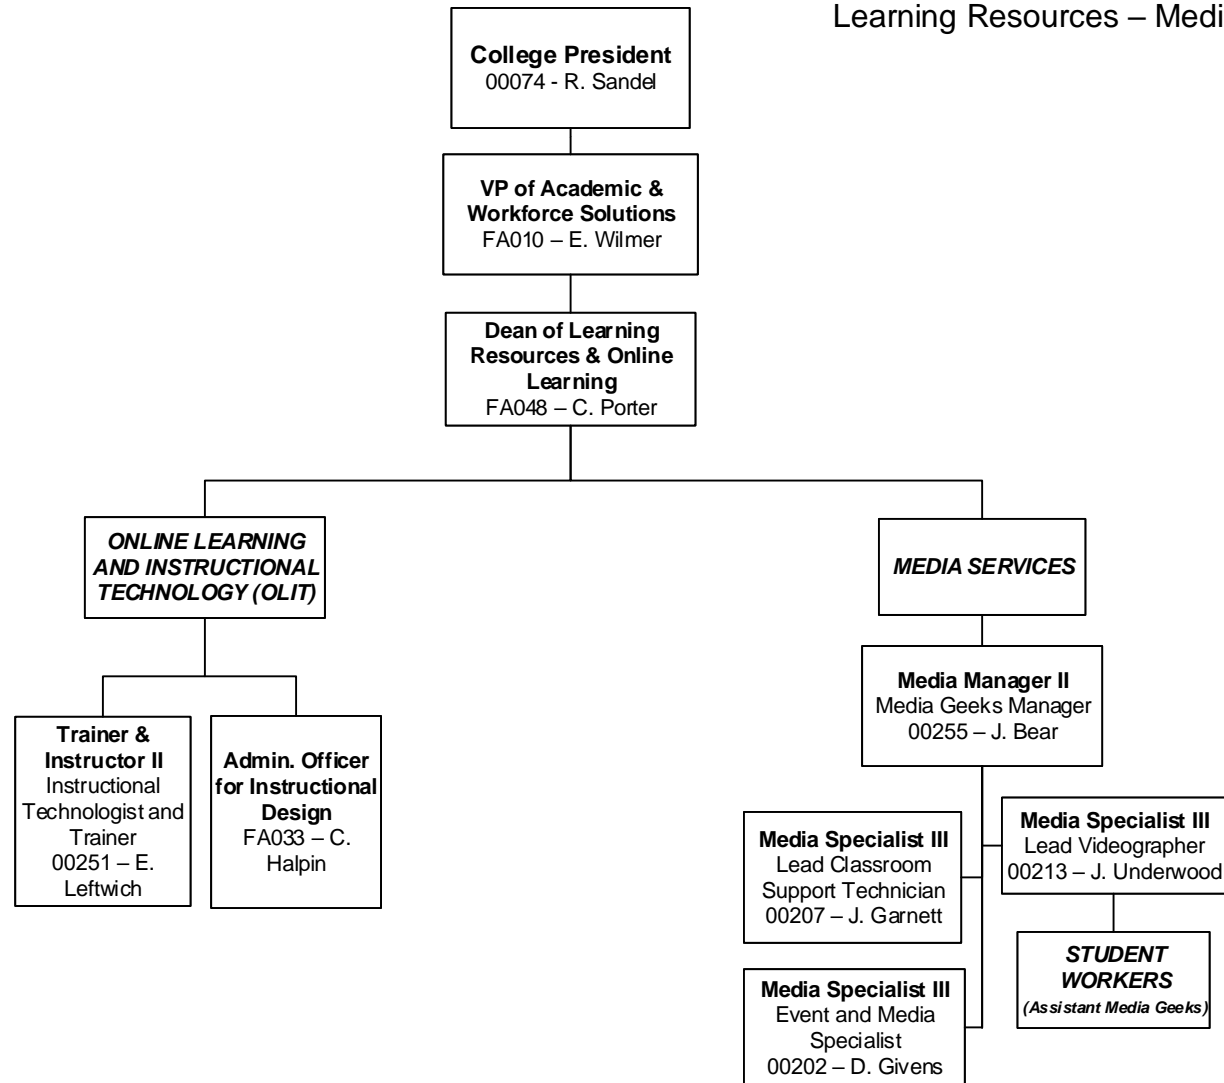 Learning Resources – Medi
College President
00074 - R. Sandel
VP of Academic &
Workforce Solutions
FA010 – E. Wilmer
Dean of Learning
Resources & Online
Learning
FA048 – C. Porter
ONLINE LEARNING
AND INSTRUCTIONAL
TECHNOLOGY (OLIT)
MEDIA SERVICES
Trainer &
Instructor II
Instructional
Technologist and
Trainer
00251 – E.
Leftwich
Admin. Officer
for Instructional
Design
FA033 – C.
Halpin
Media Manager II
Media Geeks Manager
00255 – J. Bear
Media Specialist III
Lead Classroom
Support Technician
00207 – J. Garnett
Media Specialist III
Lead Videographer
00213 – J. Underwood
STUDENT
WORKERS
(Assistant Media Geeks)
Media Specialist III
Event and Media
Specialist
00202 – D. Givens